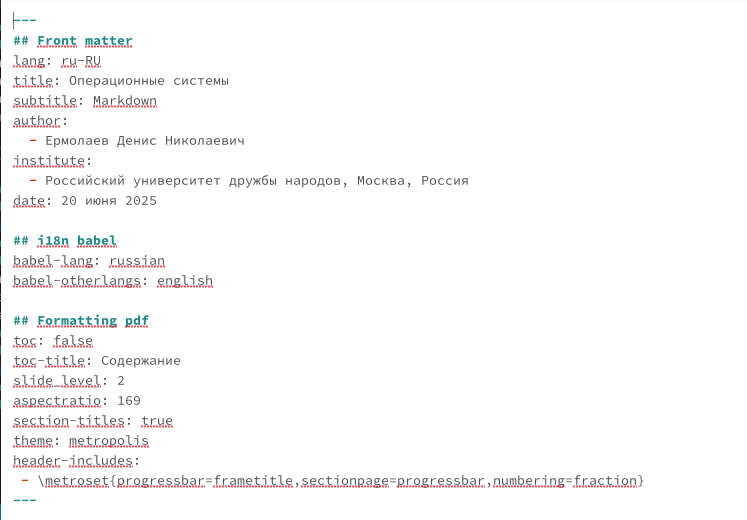 ---
## Front matter
lang: ru-RU
title: Операционные системы
subtitle: Markdown
author:
  - Ермолаев Денис Николаевич
institute:
  - Российский университет дружбы народов, Москва, Россия
date: 20 июня 2025

## i18n babel
babel-lang: russian
babel-otherlangs: english

## Formatting pdf
toc: false
toc-title: Содержание
slide_level: 2
aspectratio: 169
section-titles: true
theme: metropolis
header-includes:
 - \metroset{progressbar=frametitle,sectionpage=progressbar,numbering=fraction}
---